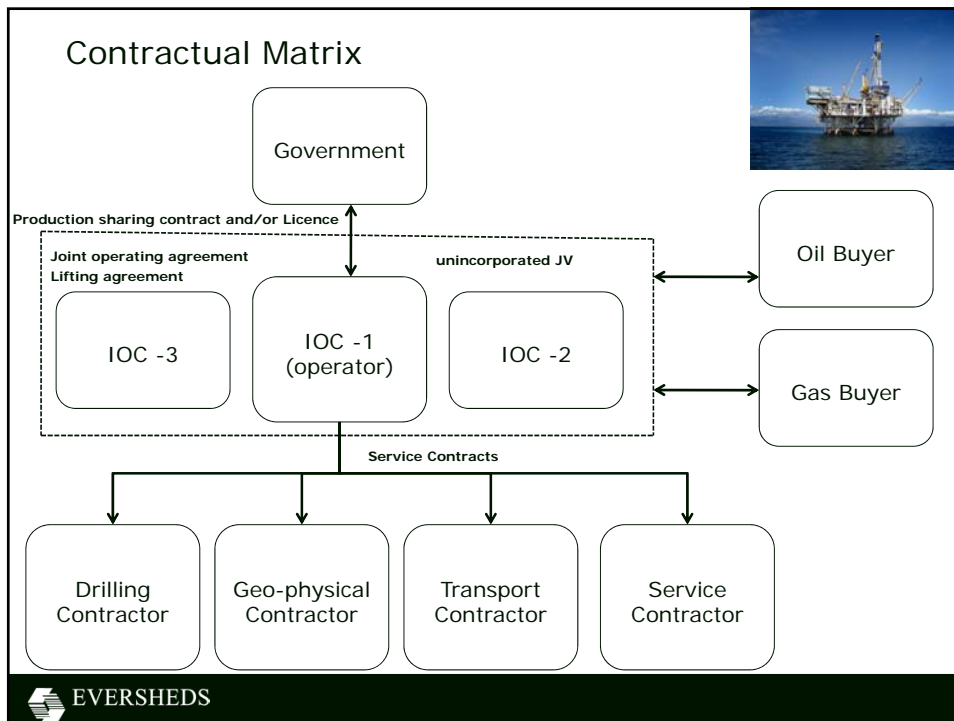 Contractual Matrix
Government
Production sharing contract and/or Licence
Joint operating agreement
Lifting agreement
unincorporated JV
IOC -3
IOC -1
(operator)
IOC -2
Oil Buyer
Gas Buyer
Service Contracts
Drilling
Contractor
Geo-physical
Contractor
Transport
Contractor
Service
Contractor
EVERSHEDS